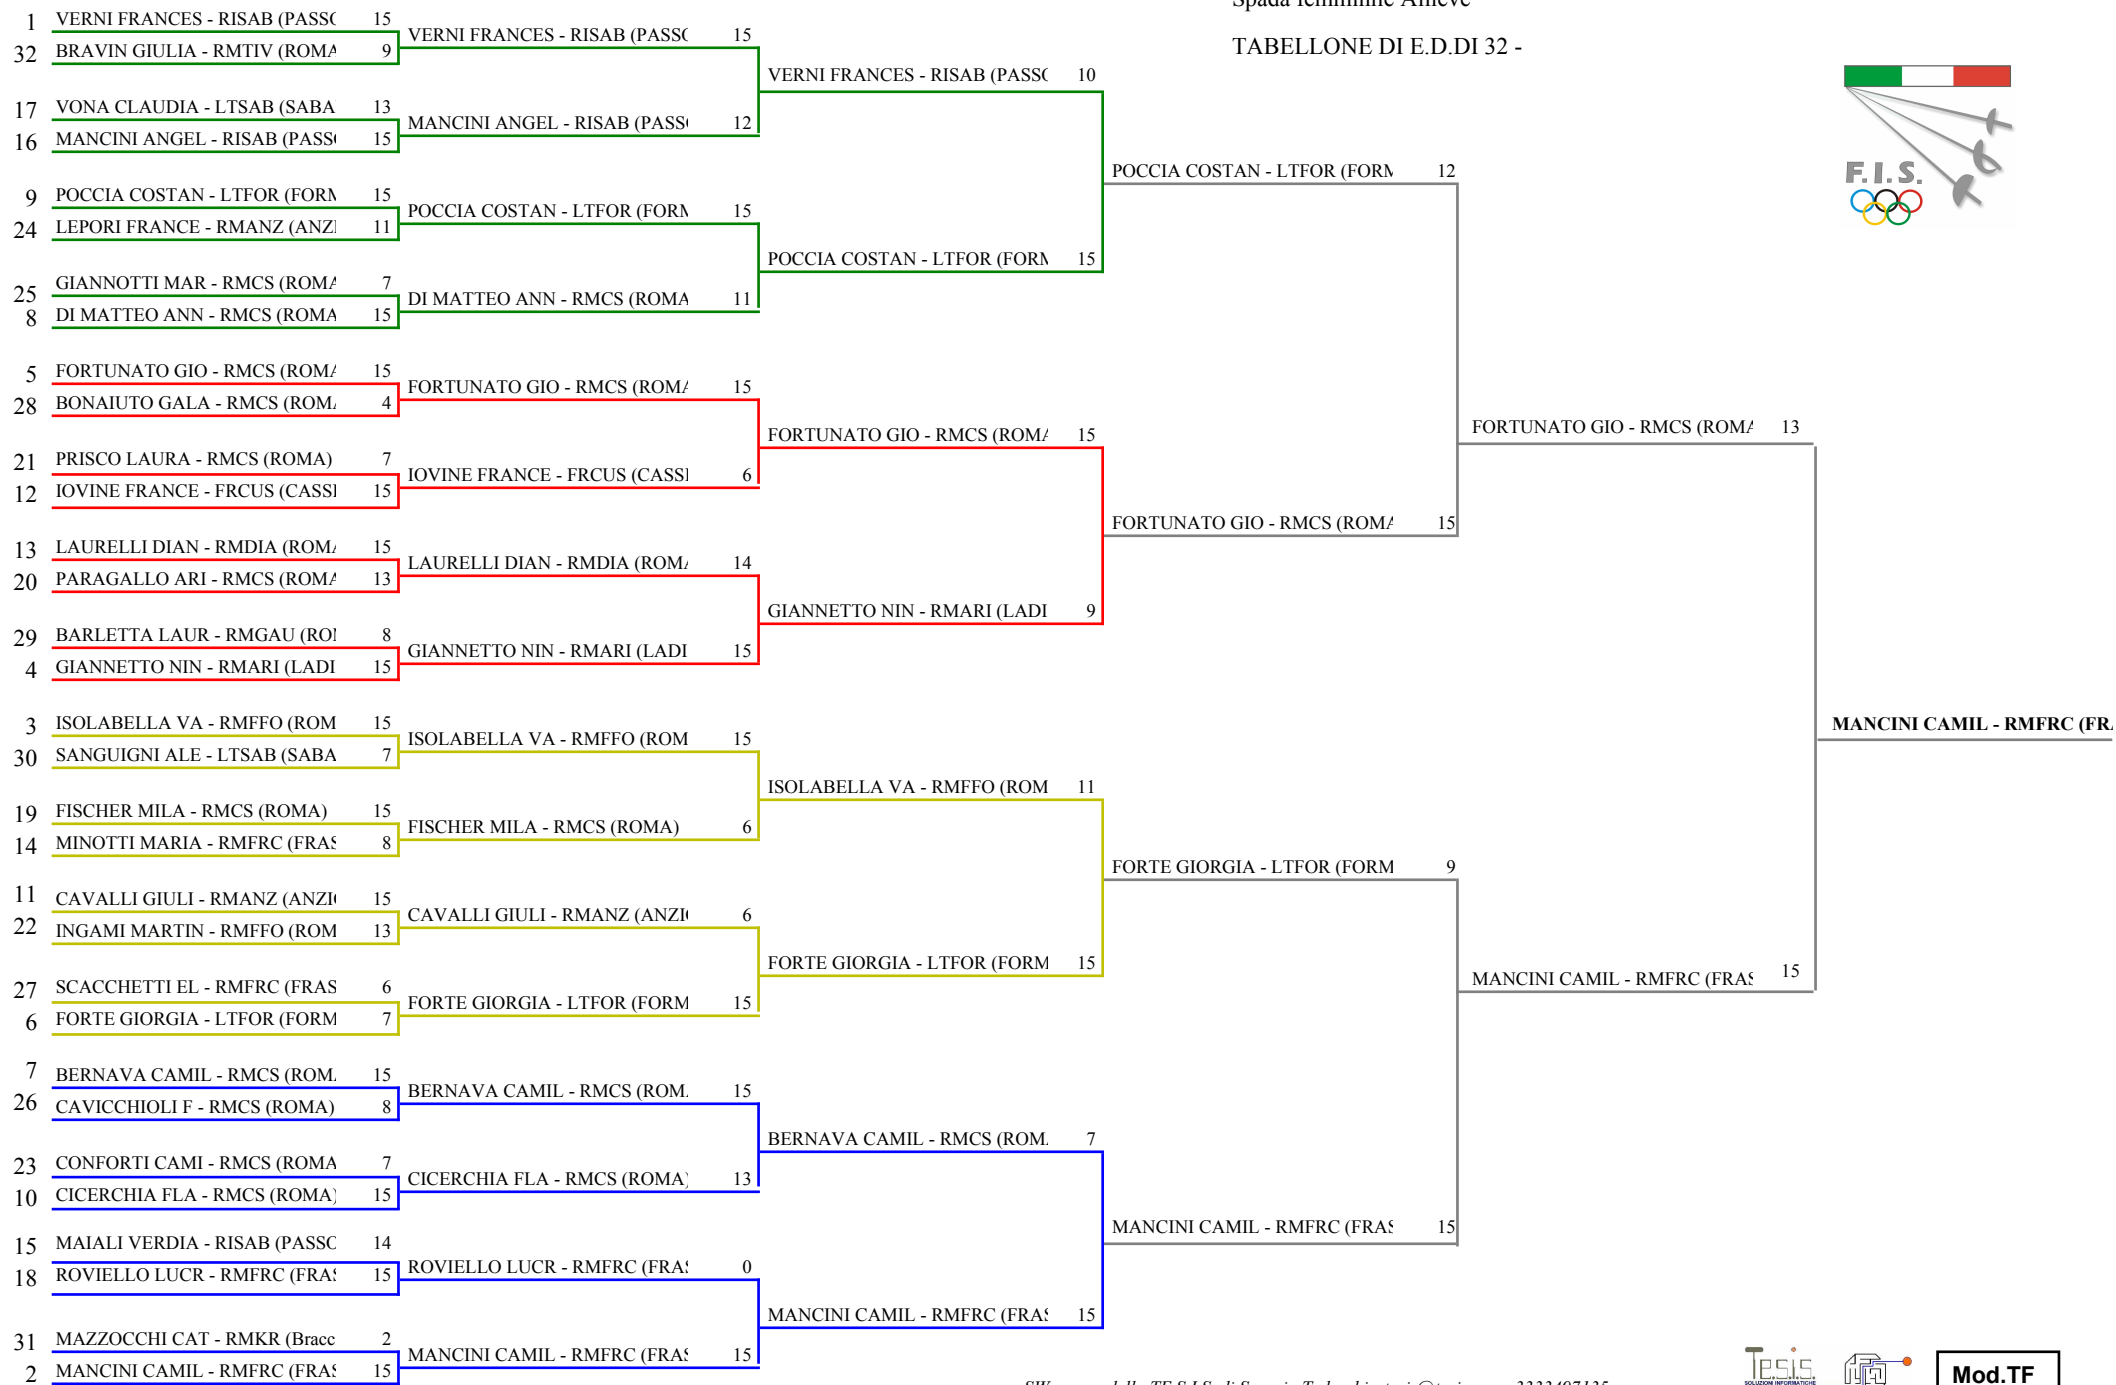 Spada femminile Allieve
TABELLONE DI E.D.DI 32 -
1 VERNI FRANCES - RISAB (PASSO 15
32 BRAVIN GIULIA - RMTIV (ROMA 9
17 VONA CLAUDIA - LTSAB (SABA 13
16 MANCINI ANGEL - RISAB (PASSO 15
9 POCCIA COSTAN - LTFOR (FORM 15
24 LEPORI FRANCE - RMANZ (ANZI 11
25 GIANNOTTI MAR - RMCS (ROMA 7
8 DI MATTEO ANN - RMCS (ROMA 15
5 FORTUNATO GIO - RMCS (ROMA 15
28 BONAIUTO GALA - RMCS (ROMA 4
21 PRISCO LAURA - RMCS (ROMA) 7
12 IOVINE FRANCE - FRCUS (CASSI 15
13 LAURELLI DIAN - RMDIA (ROMA 15
20 PARAGALLO ARI - RMCS (ROMA 13
29 BARLETTA LAUR - RMGAU (ROM 8
4 GIANNETTO NIN - RMARI (LADI 15
3 ISOLABELLA VA - RMFFO (ROM 15
30 SANGUIGNI ALE - LTSAB (SABA 7
19 FISCHER MILA - RMCS (ROMA) 15
14 MINOTTI MARIA - RMFRC (FRAS 8
11 CAVALLI GIULI - RMANZ (ANZIO 15
22 INGAMI MARTIN - RMFFO (ROM 13
27 SCACCHETTI EL - RMFRC (FRAS 6
6 FORTE GIORGIA - LTFOR (FORM 7
7 BERNAVA CAMIL - RMCS (ROMA 15
26 CAVICCHIOLI F - RMCS (ROMA) 8
23 CONFORTI CAMI - RMCS (ROMA 7
10 CICERCHIA FLA - RMCS (ROMA) 15
15 MAIALI VERDIA - RISAB (PASSO 14
18 ROVIELLO LUCR - RMFRC (FRAS 15
31 MAZZOCCHI CAT - RMKR (Bracc 2
2 MANCINI CAMIL - RMFRC (FRAS 15
VERNI FRANCES - RISAB (PASSO 15
MANCINI ANGEL - RISAB (PASSO 12
POCCIA COSTAN - LTFOR (FORM 15
DI MATTEO ANN - RMCS (ROMA 11
FORTUNATO GIO - RMCS (ROMA 15
IOVINE FRANCE - FRCUS (CASSI 6
LAURELLI DIAN - RMDIA (ROMA 14
GIANNETTO NIN - RMARI (LADI 15
ISOLABELLA VA - RMFFO (ROM 15
FISCHER MILA - RMCS (ROMA) 6
CAVALLI GIULI - RMANZ (ANZIO 6
FORTE GIORGIA - LTFOR (FORM 15
BERNAVA CAMIL - RMCS (ROMA 15
CICERCHIA FLA - RMCS (ROMA) 13
ROVIELLO LUCR - RMFRC (FRAS 0
MANCINI CAMIL - RMFRC (FRAS 15
VERNI FRANCES - RISAB (PASSO 10
POCCIA COSTAN - LTFOR (FORM 15
FORTUNATO GIO - RMCS (ROMA 15
GIANNETTO NIN - RMARI (LADI 9
ISOLABELLA VA - RMFFO (ROM 11
FORTE GIORGIA - LTFOR (FORM 15
BERNAVA CAMIL - RMCS (ROMA 7
MANCINI CAMIL - RMFRC (FRAS 15
POCCIA COSTAN - LTFOR (FORM 12
FORTUNATO GIO - RMCS (ROMA 15
FORTE GIORGIA - LTFOR (FORM 9
MANCINI CAMIL - RMFRC (FRAS 15
FORTUNATO GIO - RMCS (ROMA 13
MANCINI CAMIL - RMFRC (FRAS 15
MANCINI CAMIL - RMFRC (FRA
F.I.S.
Te.s.i.s.
SOLUZIONI INFORMATICHE
Mod.TF